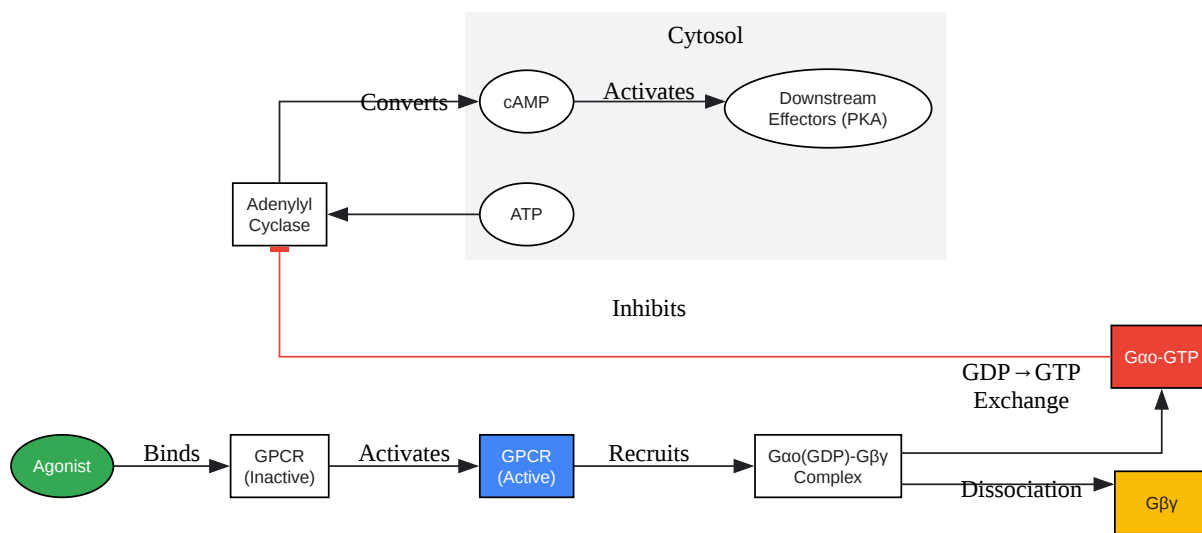 Cytosol
Converts
cAMP
Activates
Downstream
Effectors (PKA)
Adenylyl
Cyclase
ATP
Inhibits
Gαo-GTP
GDP→GTP
Exchange
Agonist
Binds
GPCR
(Inactive)
Activates
GPCR
(Active)
Recruits
Gαo(GDP)-Gβγ
Complex
Dissociation
Gβγ